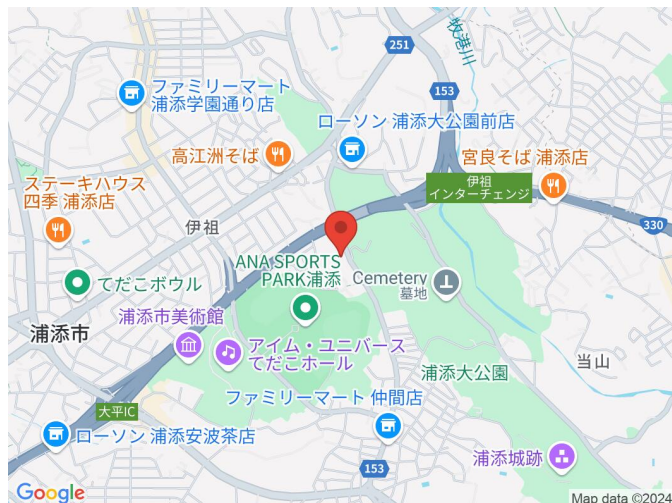 251
牧港川
153
ファミリーマート
浦添学園通り店
ローソン 浦添大公園前店
高江洲そば
宮良そば 浦添店
ステーキハウス
四季 浦添店
伊祖
インターチェンジ
330
伊祖
ANA SPORTS
PARK浦添
Cemetery
墓地
てだこボウル
浦添市美術館
浦添市
アイム・ユニバース
てだこホール
当山
浦添大公園
ファミリーマート 仲間店
大平IC
ローソン 浦添安波茶店
浦添城跡
153
Google
Map data ©2024